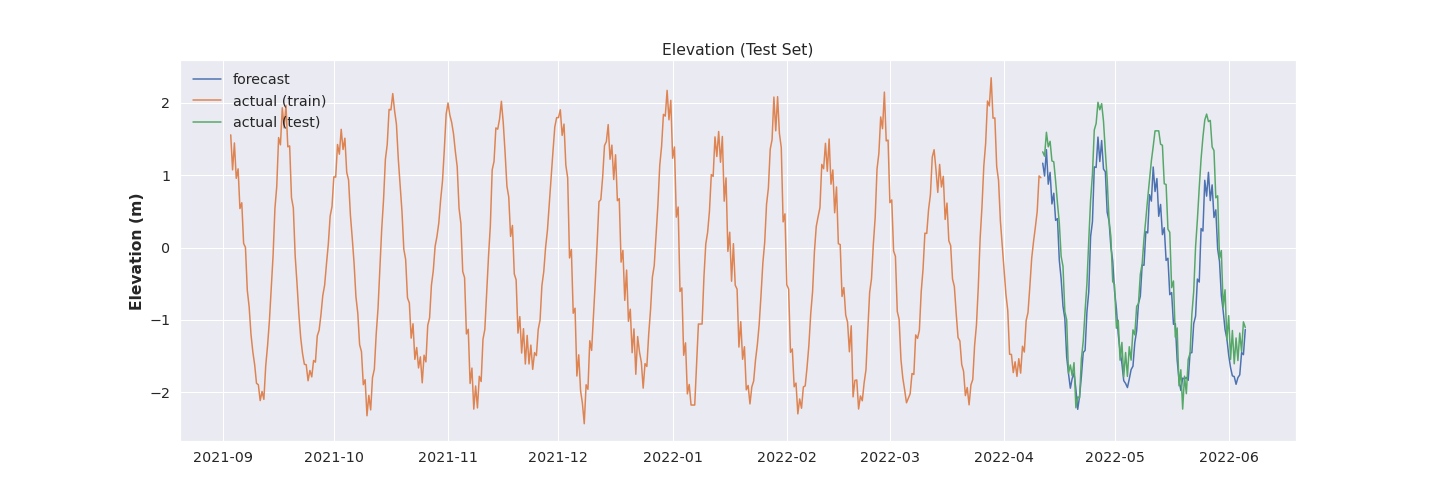 Elevation (Test Set)
forecast
actual (train)
actual (test)
Elevation (m)
2
1
0
−1
−2
2021-09 2021-10 2021-11 2021-12 2022-01 2022-02 2022-03 2022-04 2022-05 2022-06